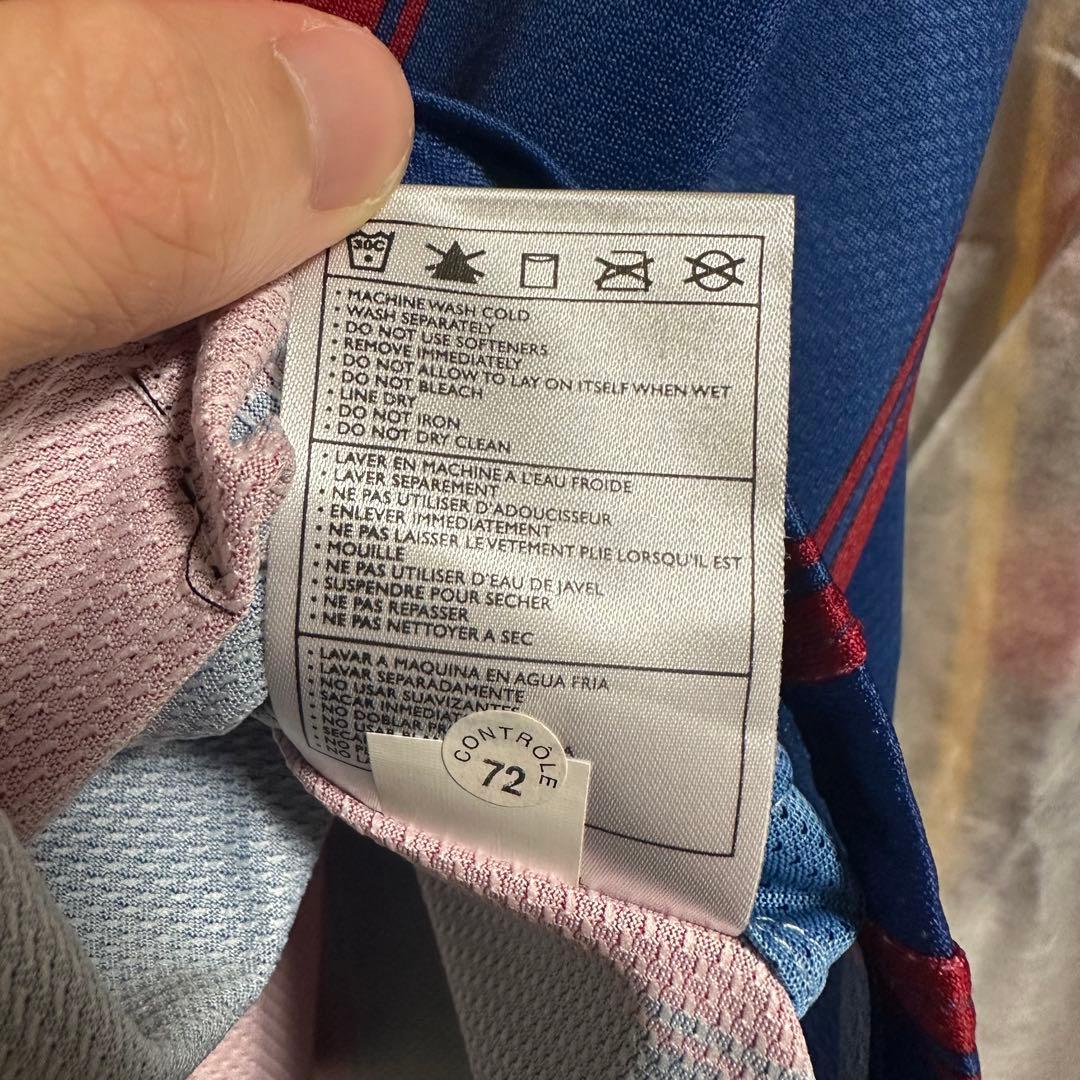 30C
• MACHINE WASH COLD
• WASH SEPARATELY
• DO NOT USE SOFTENERS
• REMOVE IMMEDIATELY
• DO NOT ALLOW TO LAY ON ITSELF WHEN WET
• DO NOT BLEACH
• LINE DRY
• DO NOT IRON
• DO NOT DRY CLEAN
• LAVER EN MACHINE A L'EAU FROIDE
• LAVER SEPAREMENT
• NE PAS UTILISER D'ADOUCISSEUR
• ENLEVER IMMEDIATEMENT
• NE PAS LAISSER LE VETEMENT PLIE LORSQU'IL EST
• MOUILLE
• NE PAS UTILISER D'EAU DE JAVEL
• SUSPENDRE POUR SECHER
• NE PAS REPASSER
• NE PAS NETTOYER A SEC
• LAVAR A MAQUINA EN AGUA FRIA
• LAVAR SEPARADAMENTE
• NO USAR SUAVIZANTES
• SACAR
• NO DOBLAR
CONTRÔLE
72